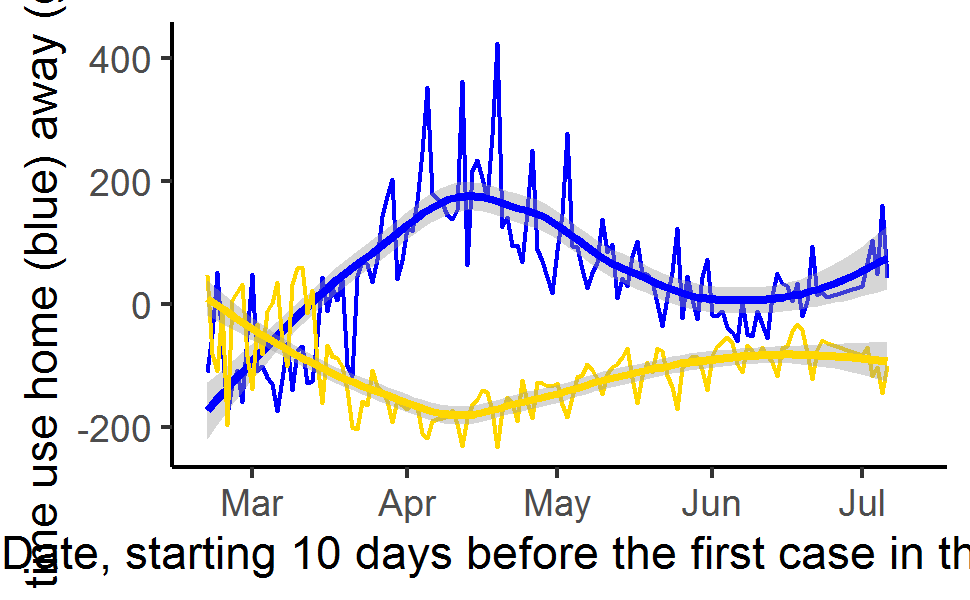 time use home (blue) away (g
400
200
0
-200
Mar Apr May Jun Jul
Date, starting 10 days before the first case in th